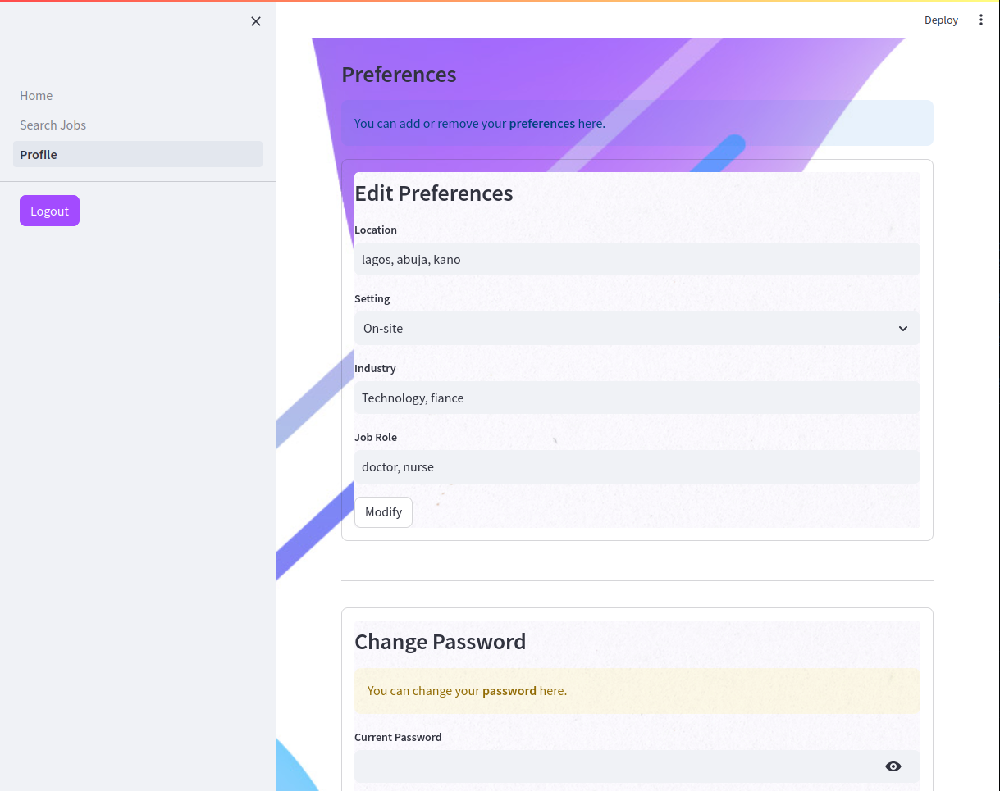 Deploy
Home
Search Jobs
Profile
Logout
Preferences
You can add or remove your preferences here.
Edit Preferences
Location
lagos, abuja, kano
Setting
On-site
Industry
Technology, fiance
Job Role
doctor, nurse
Modify
Change Password
You can change your password here.
Current Password